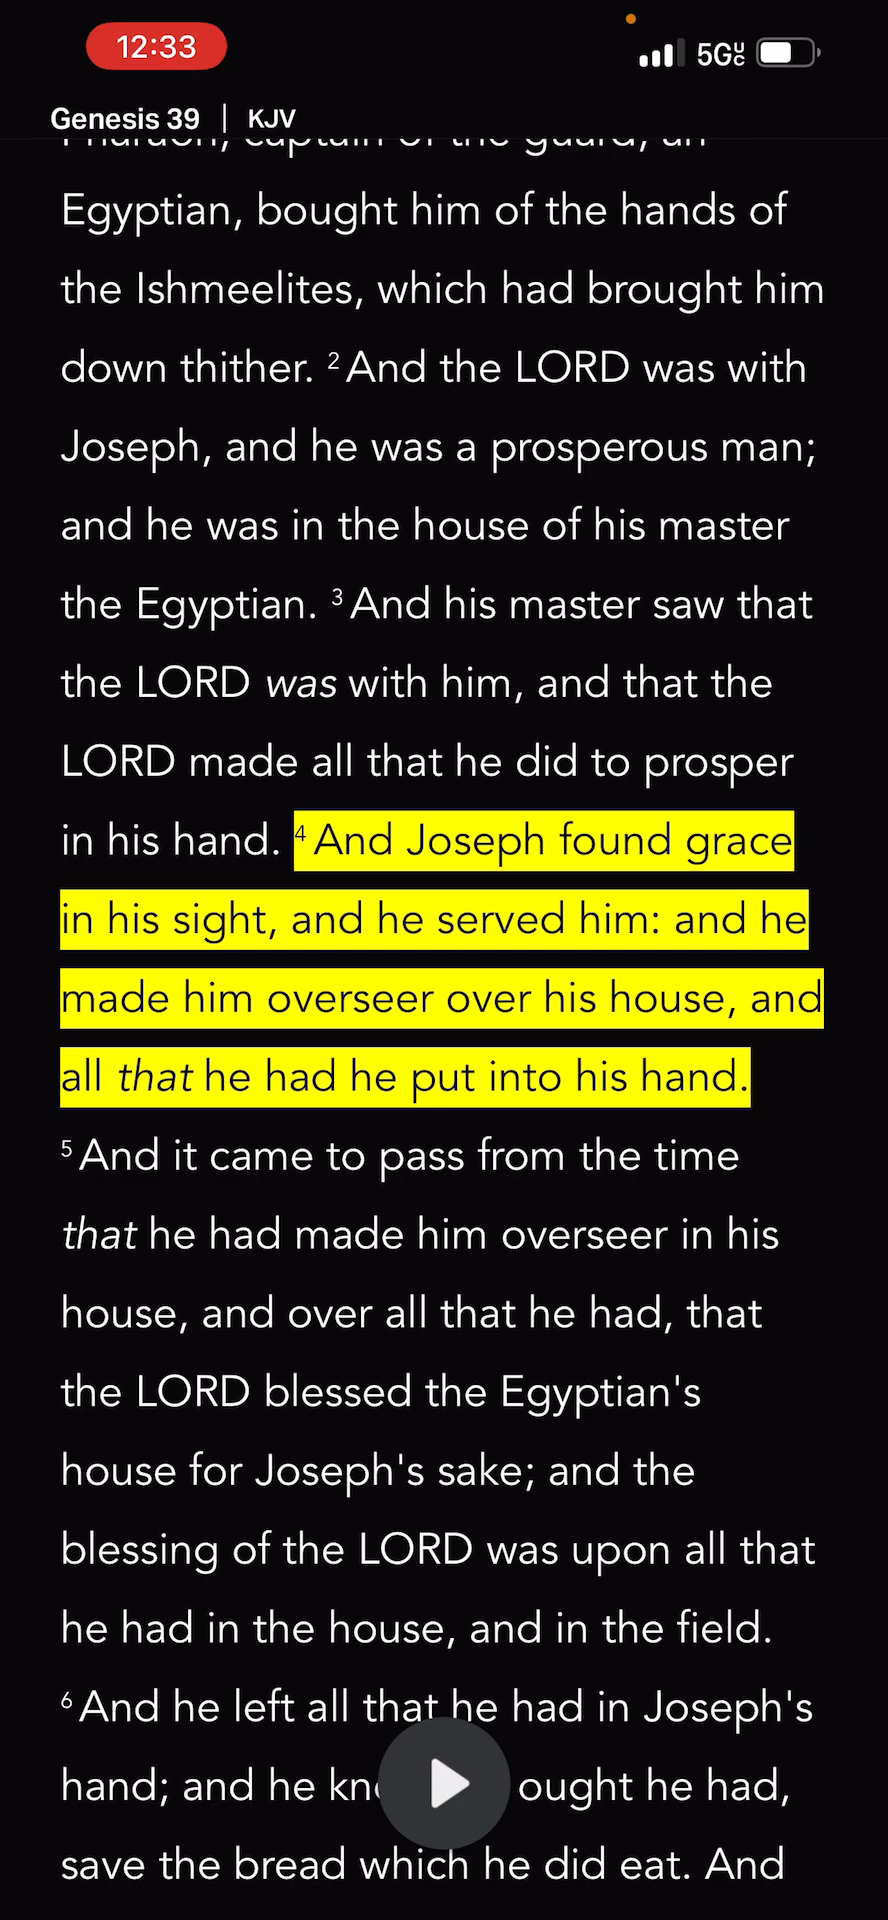 12:33
5GUC
Genesis 39 | KJV
Pharaoh, captain of the guard, an
Egyptian, bought him of the hands of
the Ishmeelites, which had brought him
down thither. 2 And the LORD was with
Joseph, and he was a prosperous man;
and he was in the house of his master
the Egyptian. 3 And his master saw that
the LORD was with him, and that the
LORD made all that he did to prosper
in his hand. 4 And Joseph found grace
in his sight, and he served him: and he
made him overseer over his house, and
all that he had he put into his hand.
5 And it came to pass from the time
that he had made him overseer in his
house, and over all that he had, that
the LORD blessed the Egyptian's
house for Joseph's sake; and the
blessing of the LORD was upon all that
he had in the house, and in the field.
6 And he left all that he had in Joseph's
hand; and he ought he had,
save the bread which he did eat. And